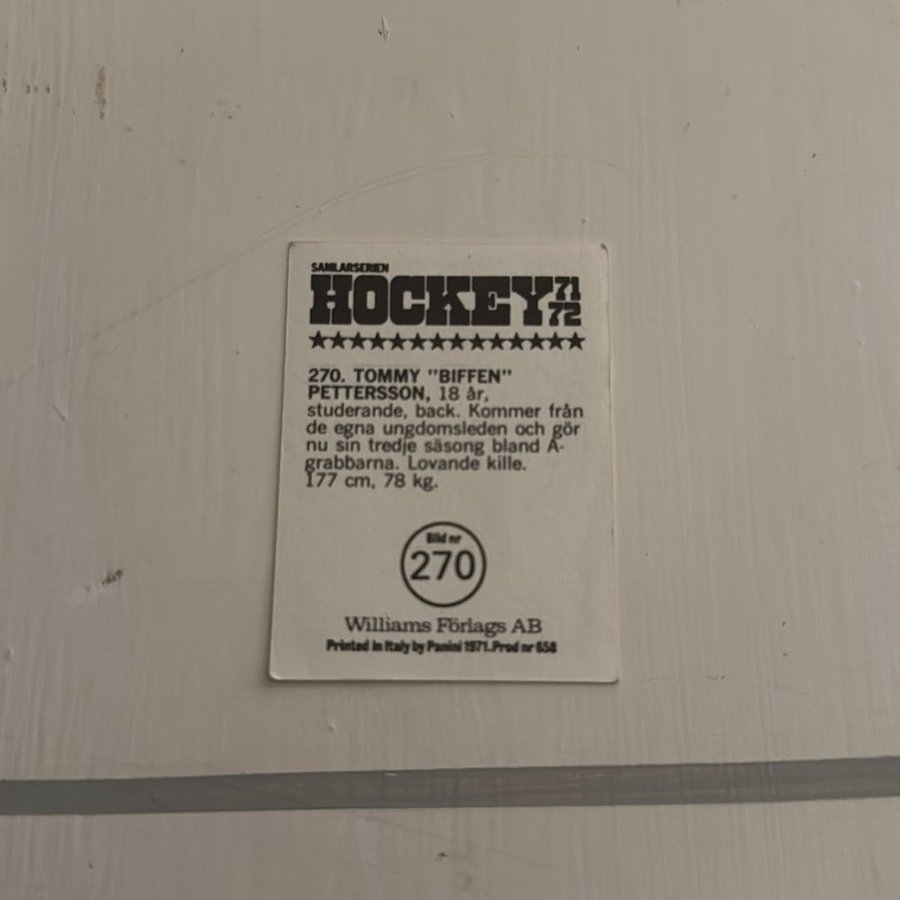 SAMLARSERIEN
HOCKEY 71 72
★★★★★★★★★★★★★★
270. TOMMY "BIFFEN"
PETTERSSON, 18 år,
studerande, back. Kommer från
de egna ungdomsleden och gör
nu sin tredje säsong bland A-
grabbarna. Lovande kille.
177 cm, 78 kg.
Bild nr
270
Williams Förlags AB
Printed in Italy by Panini 1971. Prod nr 658